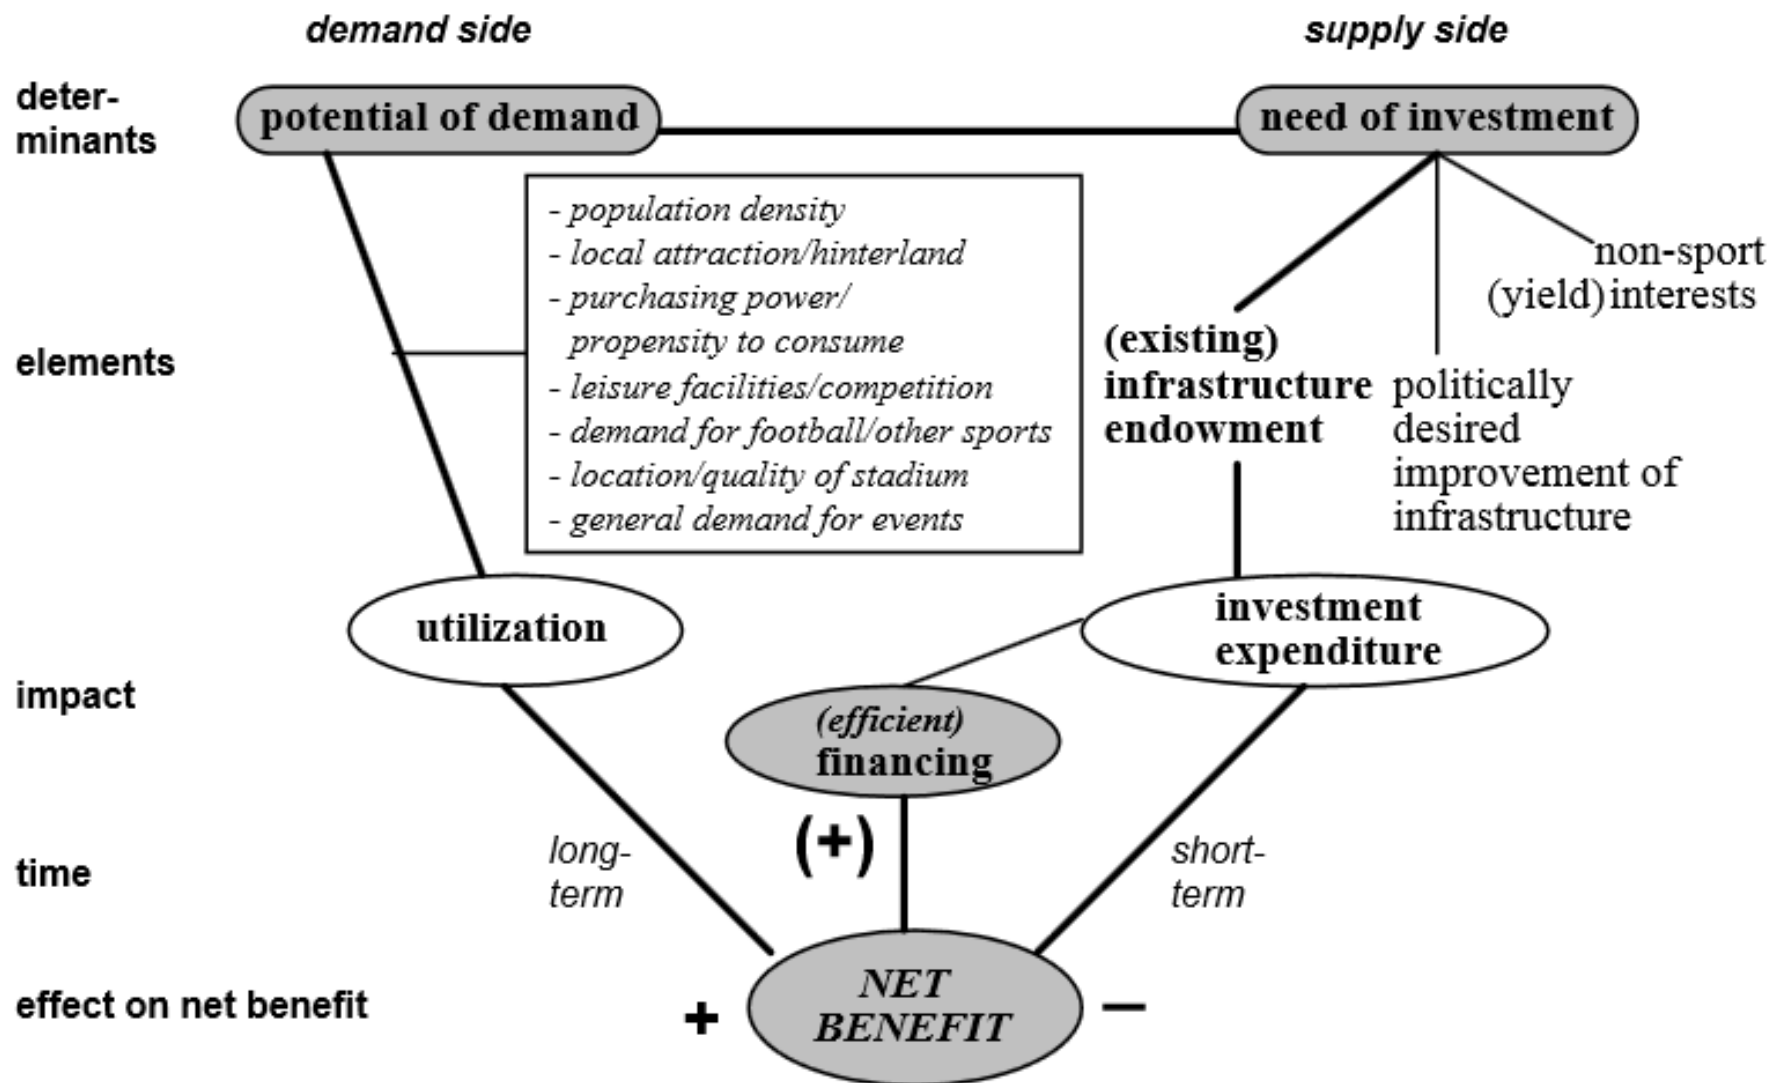 demand side
supply side
deter-
minants
potential of demand
need of investment
- population density
- local attraction/hinterland
- purchasing power/
propensity to consume
- leisure facilities/competition
- demand for football/other sports
- location/quality of stadium
- general demand for events
non-sport
(yield) interests
elements
(existing)
infrastructure
endowment
politically
desired
improvement of
infrastructure
utilization
investment
expenditure
impact
(efficient)
financing
(+)
time
long-
term
short-
term
effect on net benefit
+
NET
BENEFIT
–